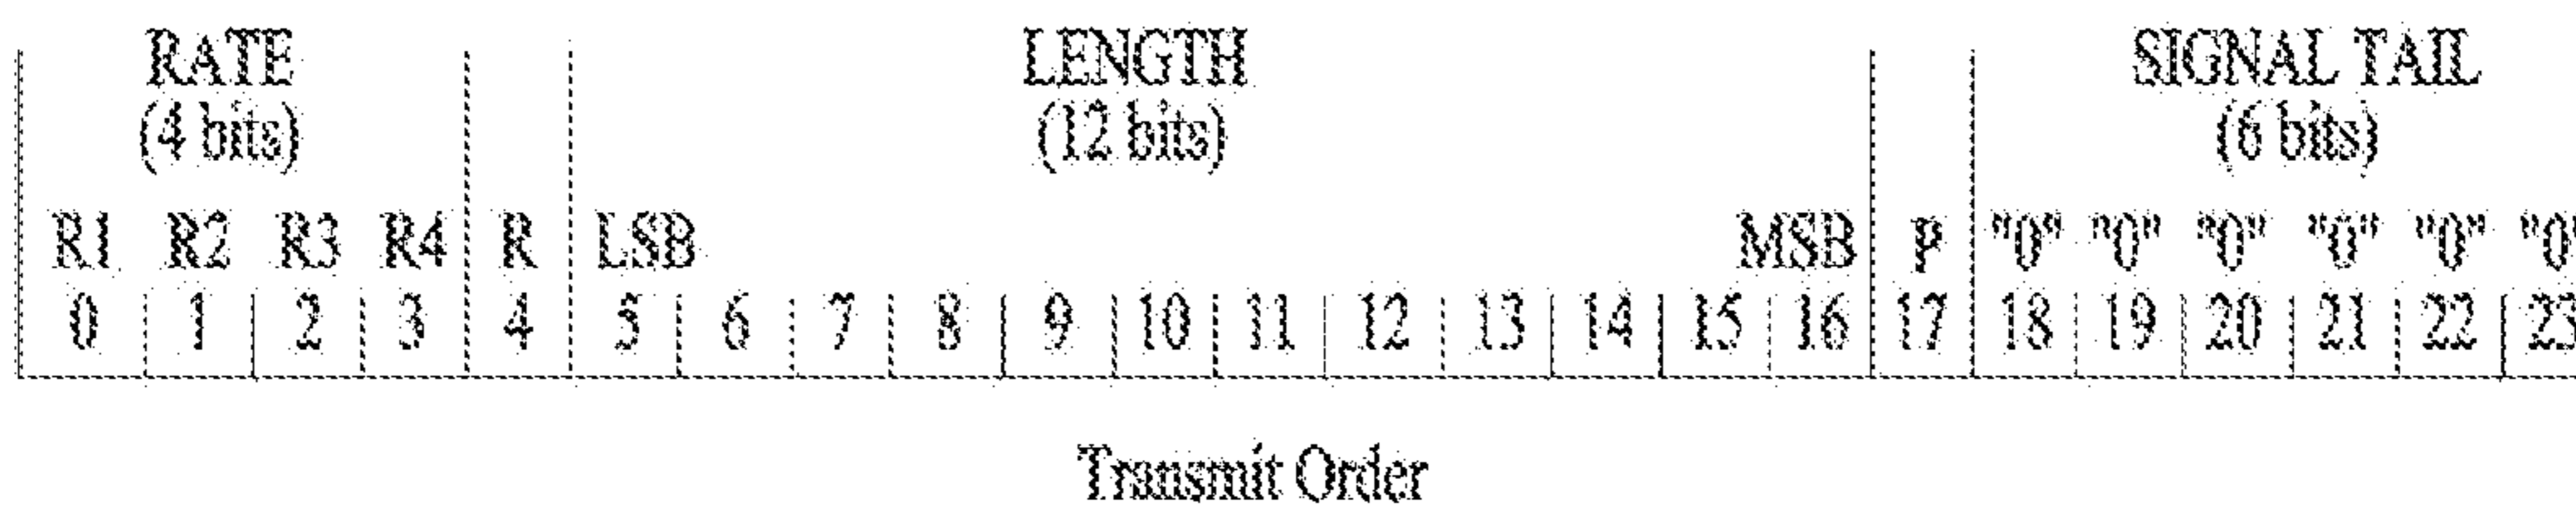 RATE LENGTH SIGNAL TAIL
(4 bits) (12 bits) (6 bits)
R1 R2 R3 R4 R LSB MSB P "0" "0" "0" "0" "0" "0"
0 1 2 3 4 5 6 7 8 9 10 11 12 13 14 15 16 17 18 19 20 21 22 23
Transmit Order